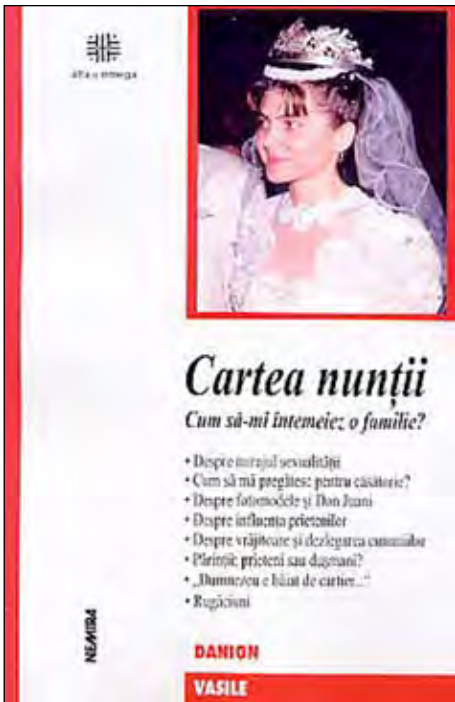 alfa și omega
Cartea nunții
Cum să-mi întemeiez o familie?
• Despre mirajul sexualității
• Cum să mă pregătesc pentru căsătorie?
• Despre fotomodele și Don Juani
• Despre influența prietenilor
• Despre vrăjitoare și dezlegarea cununiilor
• Părinții: prieteni sau dușmani?
• „Dumnezeu e băiat de cartier..."
• Rugăciuni
NEMIRA
DANION
VASILE